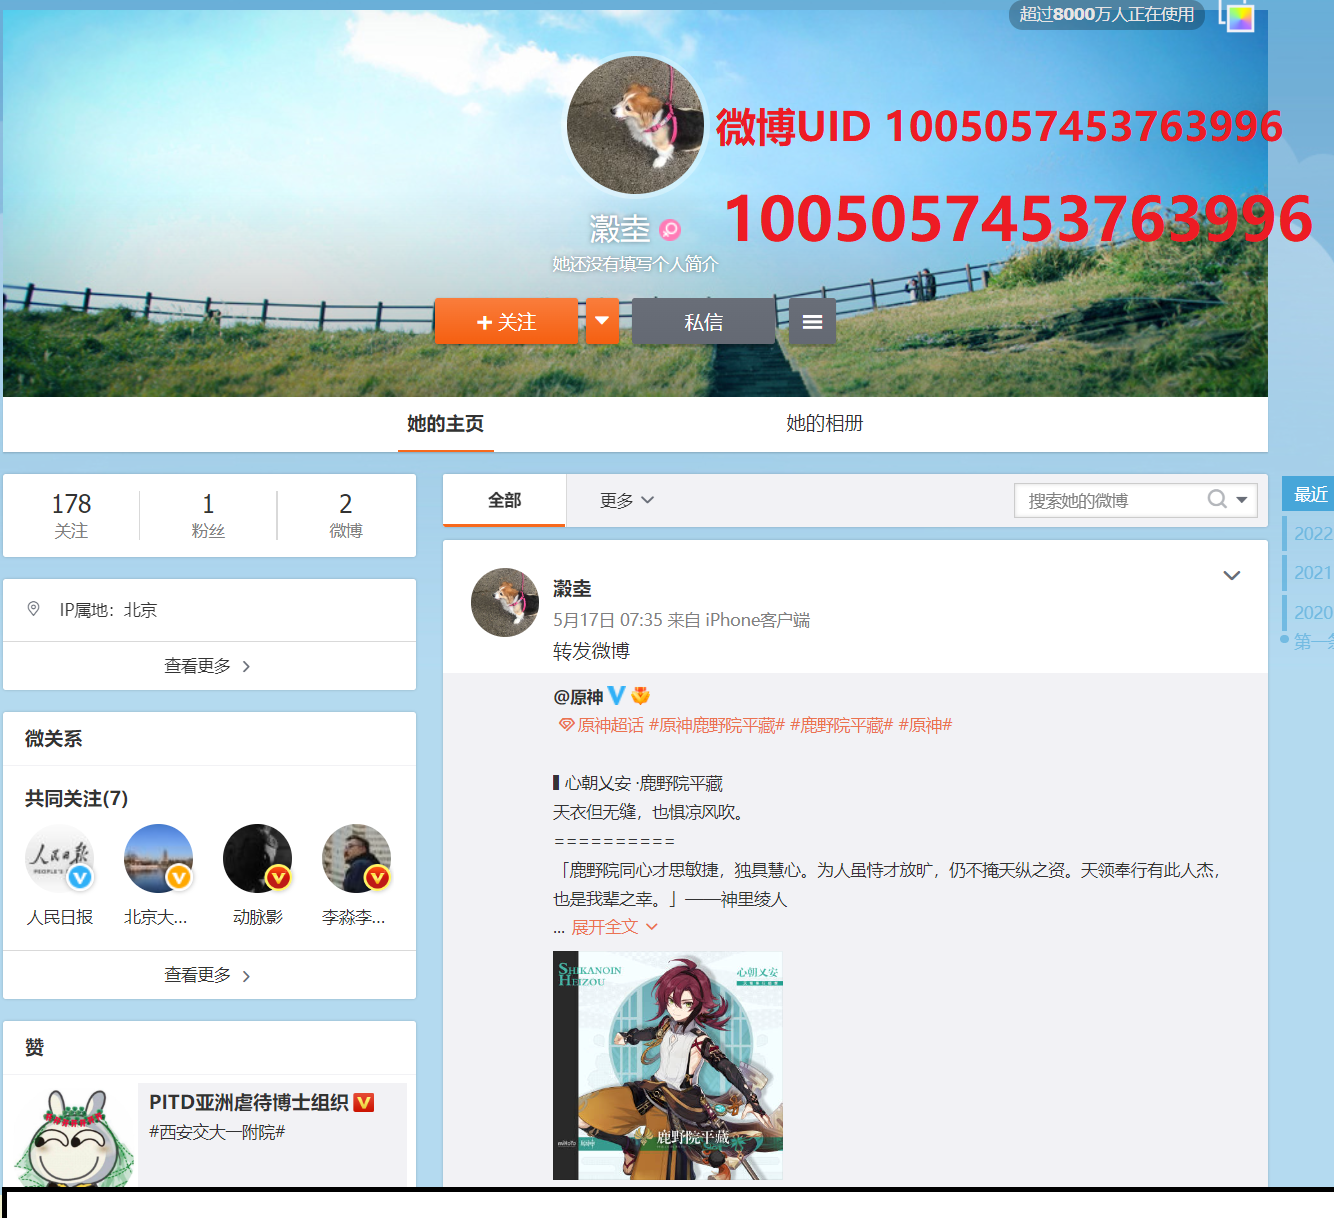 超过8000万人正在使用
微博UID 1005057453763996
1005057453763996
瀔坴
她还没有填写个人简介
+关注
私信
她的主页
她的相册
178
关注
1
粉丝
2
微博
IP属地：北京
查看更多
微关系
共同关注(7)
人民日报
PEOPLE'S
人民日报
北京大...
动脉影
李淼李...
查看更多
赞
PITD亚洲虐待博士组织
#西安交大一附院#
全部
更多
搜索她的微博
瀔坴
5月17日 07:35 来自 iPhone客户端
转发微博
@原神
原神超话 #原神鹿野院平藏# #鹿野院平藏# #原神#
▌心朝乂安 ·鹿野院平藏
天衣但无缝，也惧凉风吹。
==========
「鹿野院同心才思敏捷，独具慧心。为人虽恃才放旷，仍不掩天纵之资。天领奉行有此人杰，
也是我辈之幸。」——神里绫人
... 展开全文
SHIKANOIN
HEIZOU
心朝乂安
miHoYo 原神
鹿野院平藏
最近
2022
2021
2020
第一